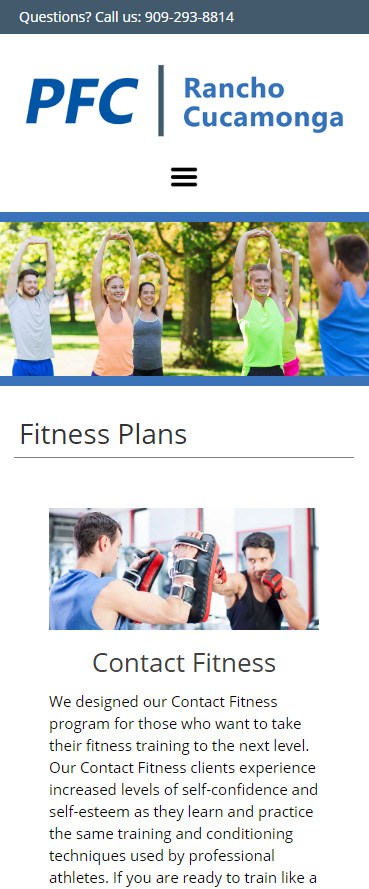 Questions? Call us: 909-293-8814
PFC
Rancho
Cucamonga
Fitness Plans
Contact Fitness
We designed our Contact Fitness
program for those who want to take
their fitness training to the next level.
Our Contact Fitness clients experience
increased levels of self-confidence and
self-esteem as they learn and practice
the same training and conditioning
techniques used by professional
athletes. If you are ready to train like a